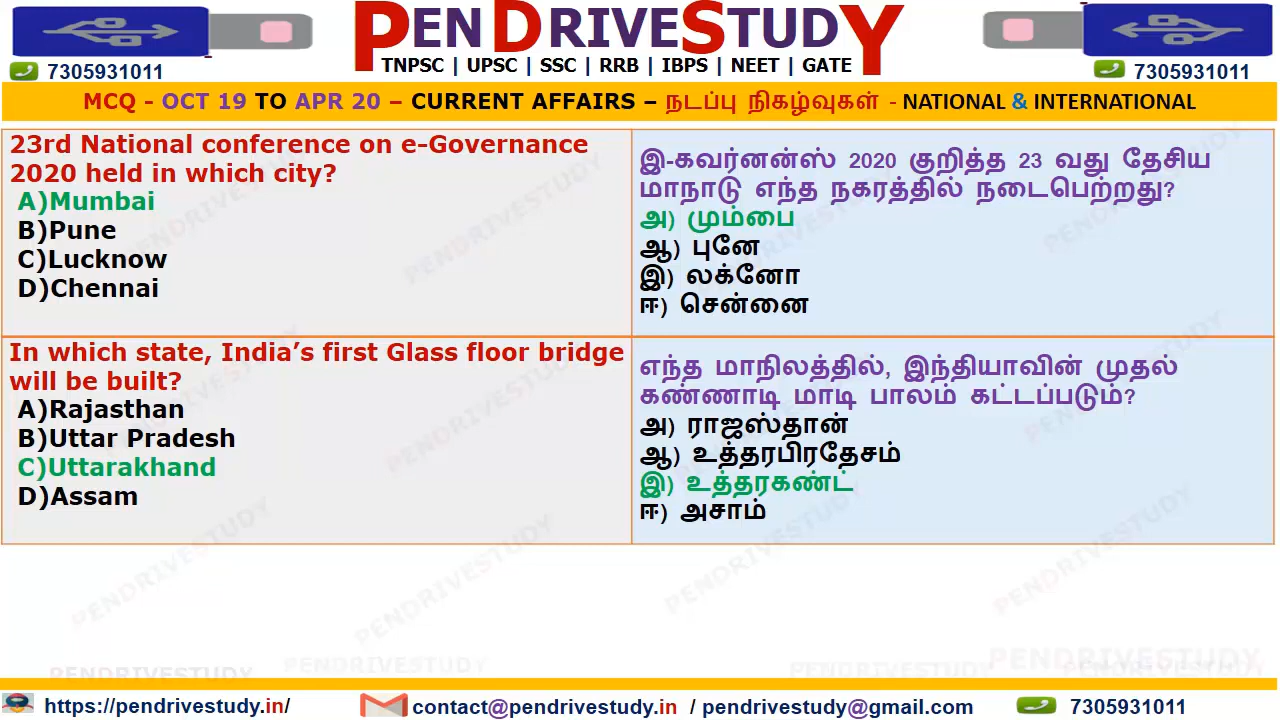 PENDRIVESTUDY
TNPSC | UPSC | SSC | RRB | IBPS | NEET | GATE
7305931011
7305931011
MCQ - OCT 19 TO APR 20 – CURRENT AFFAIRS – நடப்பு நிகழ்வுகள் - NATIONAL & INTERNATIONAL
23rd National conference on e-Governance
2020 held in which city?
A)Mumbai
B)Pune
C)Lucknow
D)Chennai
இ-கவர்னன்ஸ் 2020 குறித்த 23 வது தேசிய
மாநாடு எந்த நகரத்தில் நடைபெற்றது?
அ) மும்பை
ஆ) புனே
இ) லக்னோ
ஈ) சென்னை
In which state, India’s first Glass floor bridge
will be built?
A)Rajasthan
B)Uttar Pradesh
C)Uttarakhand
D)Assam
எந்த மாநிலத்தில், இந்தியாவின் முதல்
கண்ணாடி மாடி பாலம் கட்டப்படும்?
அ) ராஜஸ்தான்
ஆ) உத்தரபிரதேசம்
இ) உத்தரகண்ட்
ஈ) அசாம்
PENDRIVESTUDY
PENDRIVESTUDY
PENDRIVESTUDY
PENDRIVESTUDY
https://pendrivestudy.in/
contact@pendrivestudy.in / pendrivestudy@gmail.com
7305931011